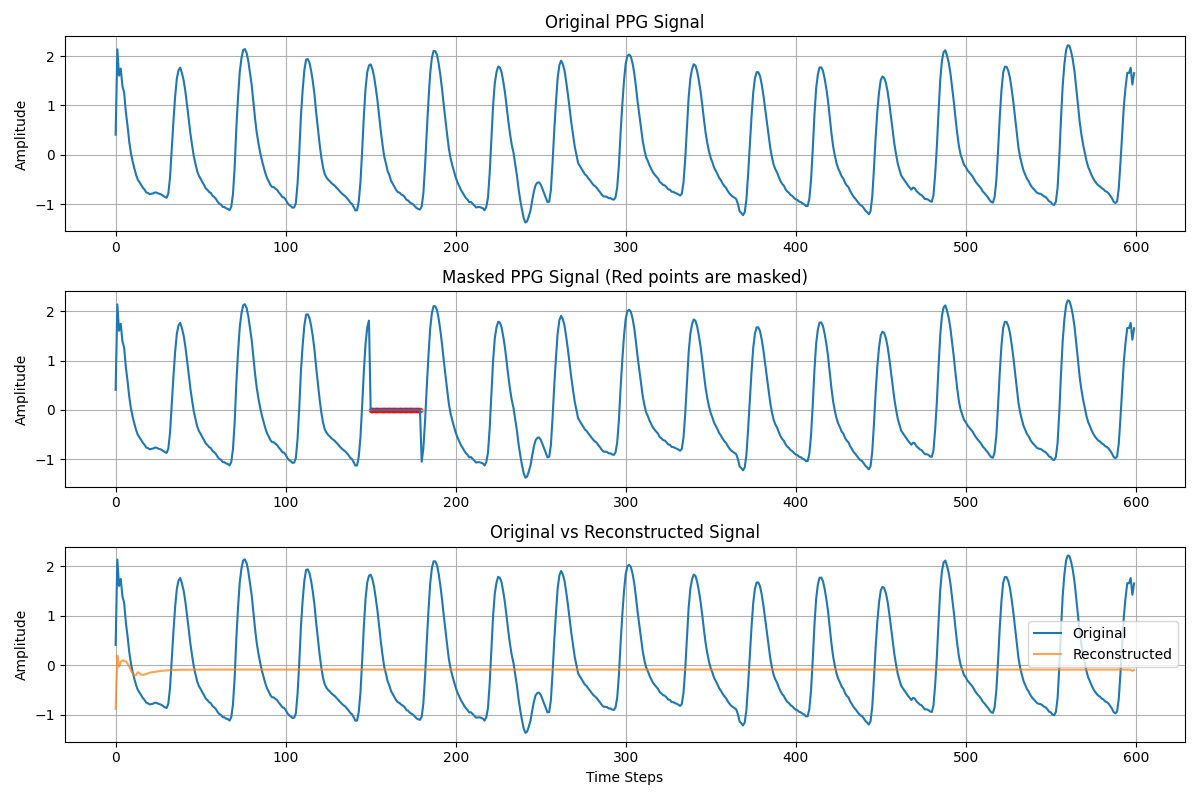 Original PPG Signal
Amplitude
2
1
0
−1
0 100 200 300 400 500 600
Masked PPG Signal (Red points are masked)
Amplitude
2
1
0
−1
0 100 200 300 400 500 600
Original vs Reconstructed Signal
Amplitude
2
1
0
−1
Original
Reconstructed
0 100 200 300 400 500 600
Time Steps